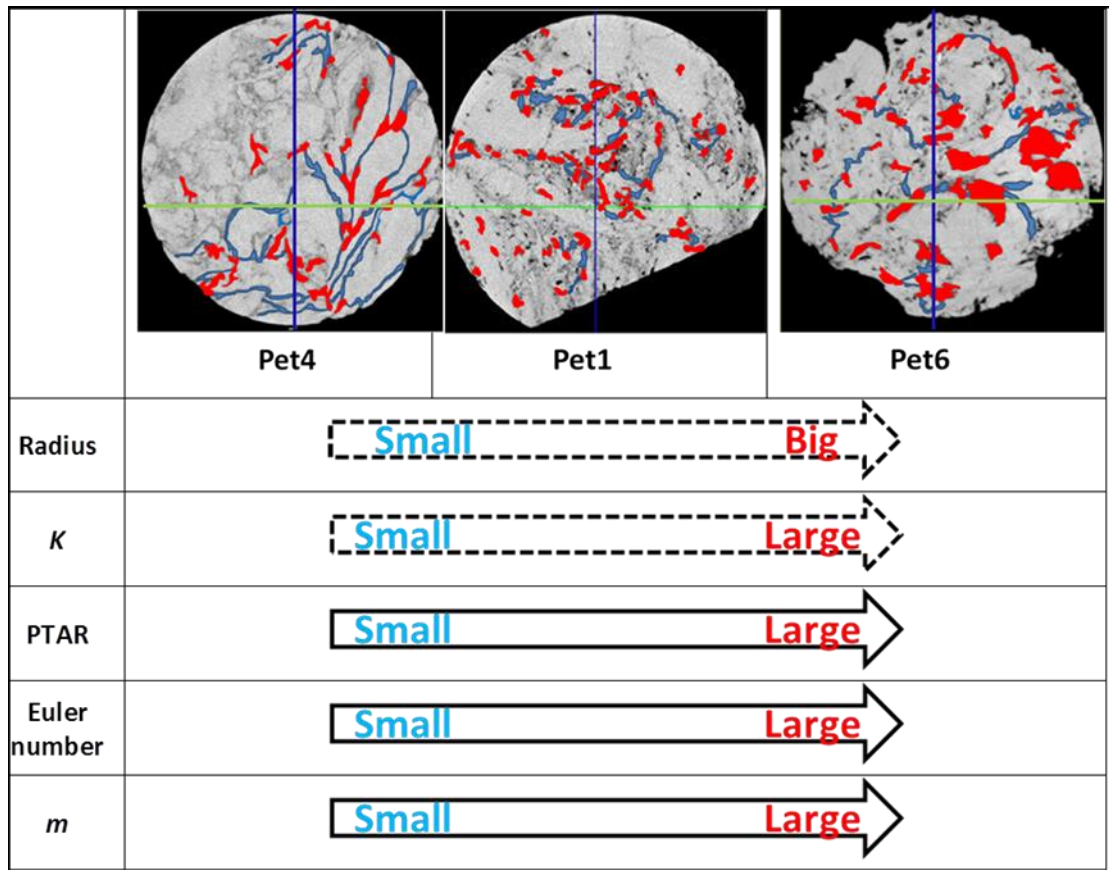 Pet4 Pet1 Pet6
Radius Small Big
K Small Large
PTAR Small Large
Euler
number Small Large
m Small Large